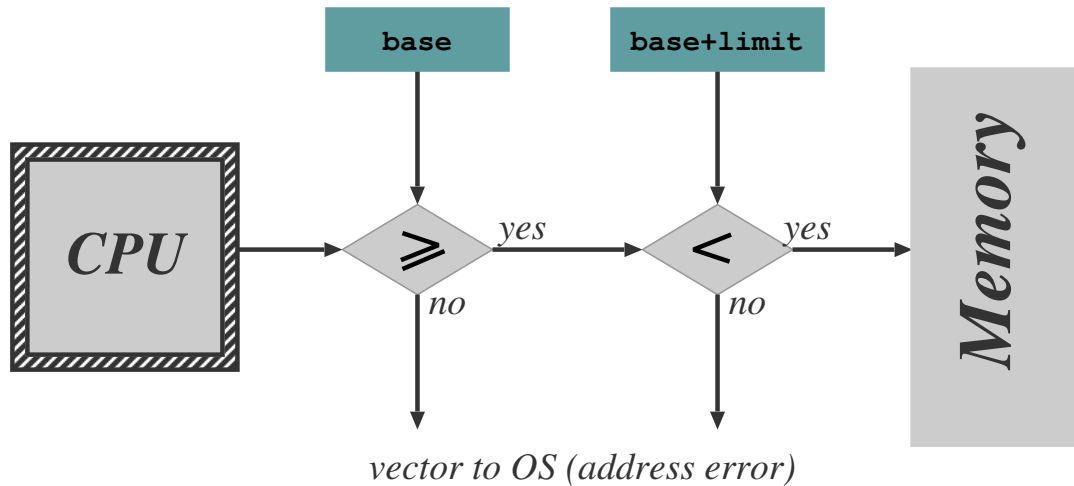 base
base+limit
CPU
⩾
yes
<
yes
no
no
Memory
vector to OS (address error)